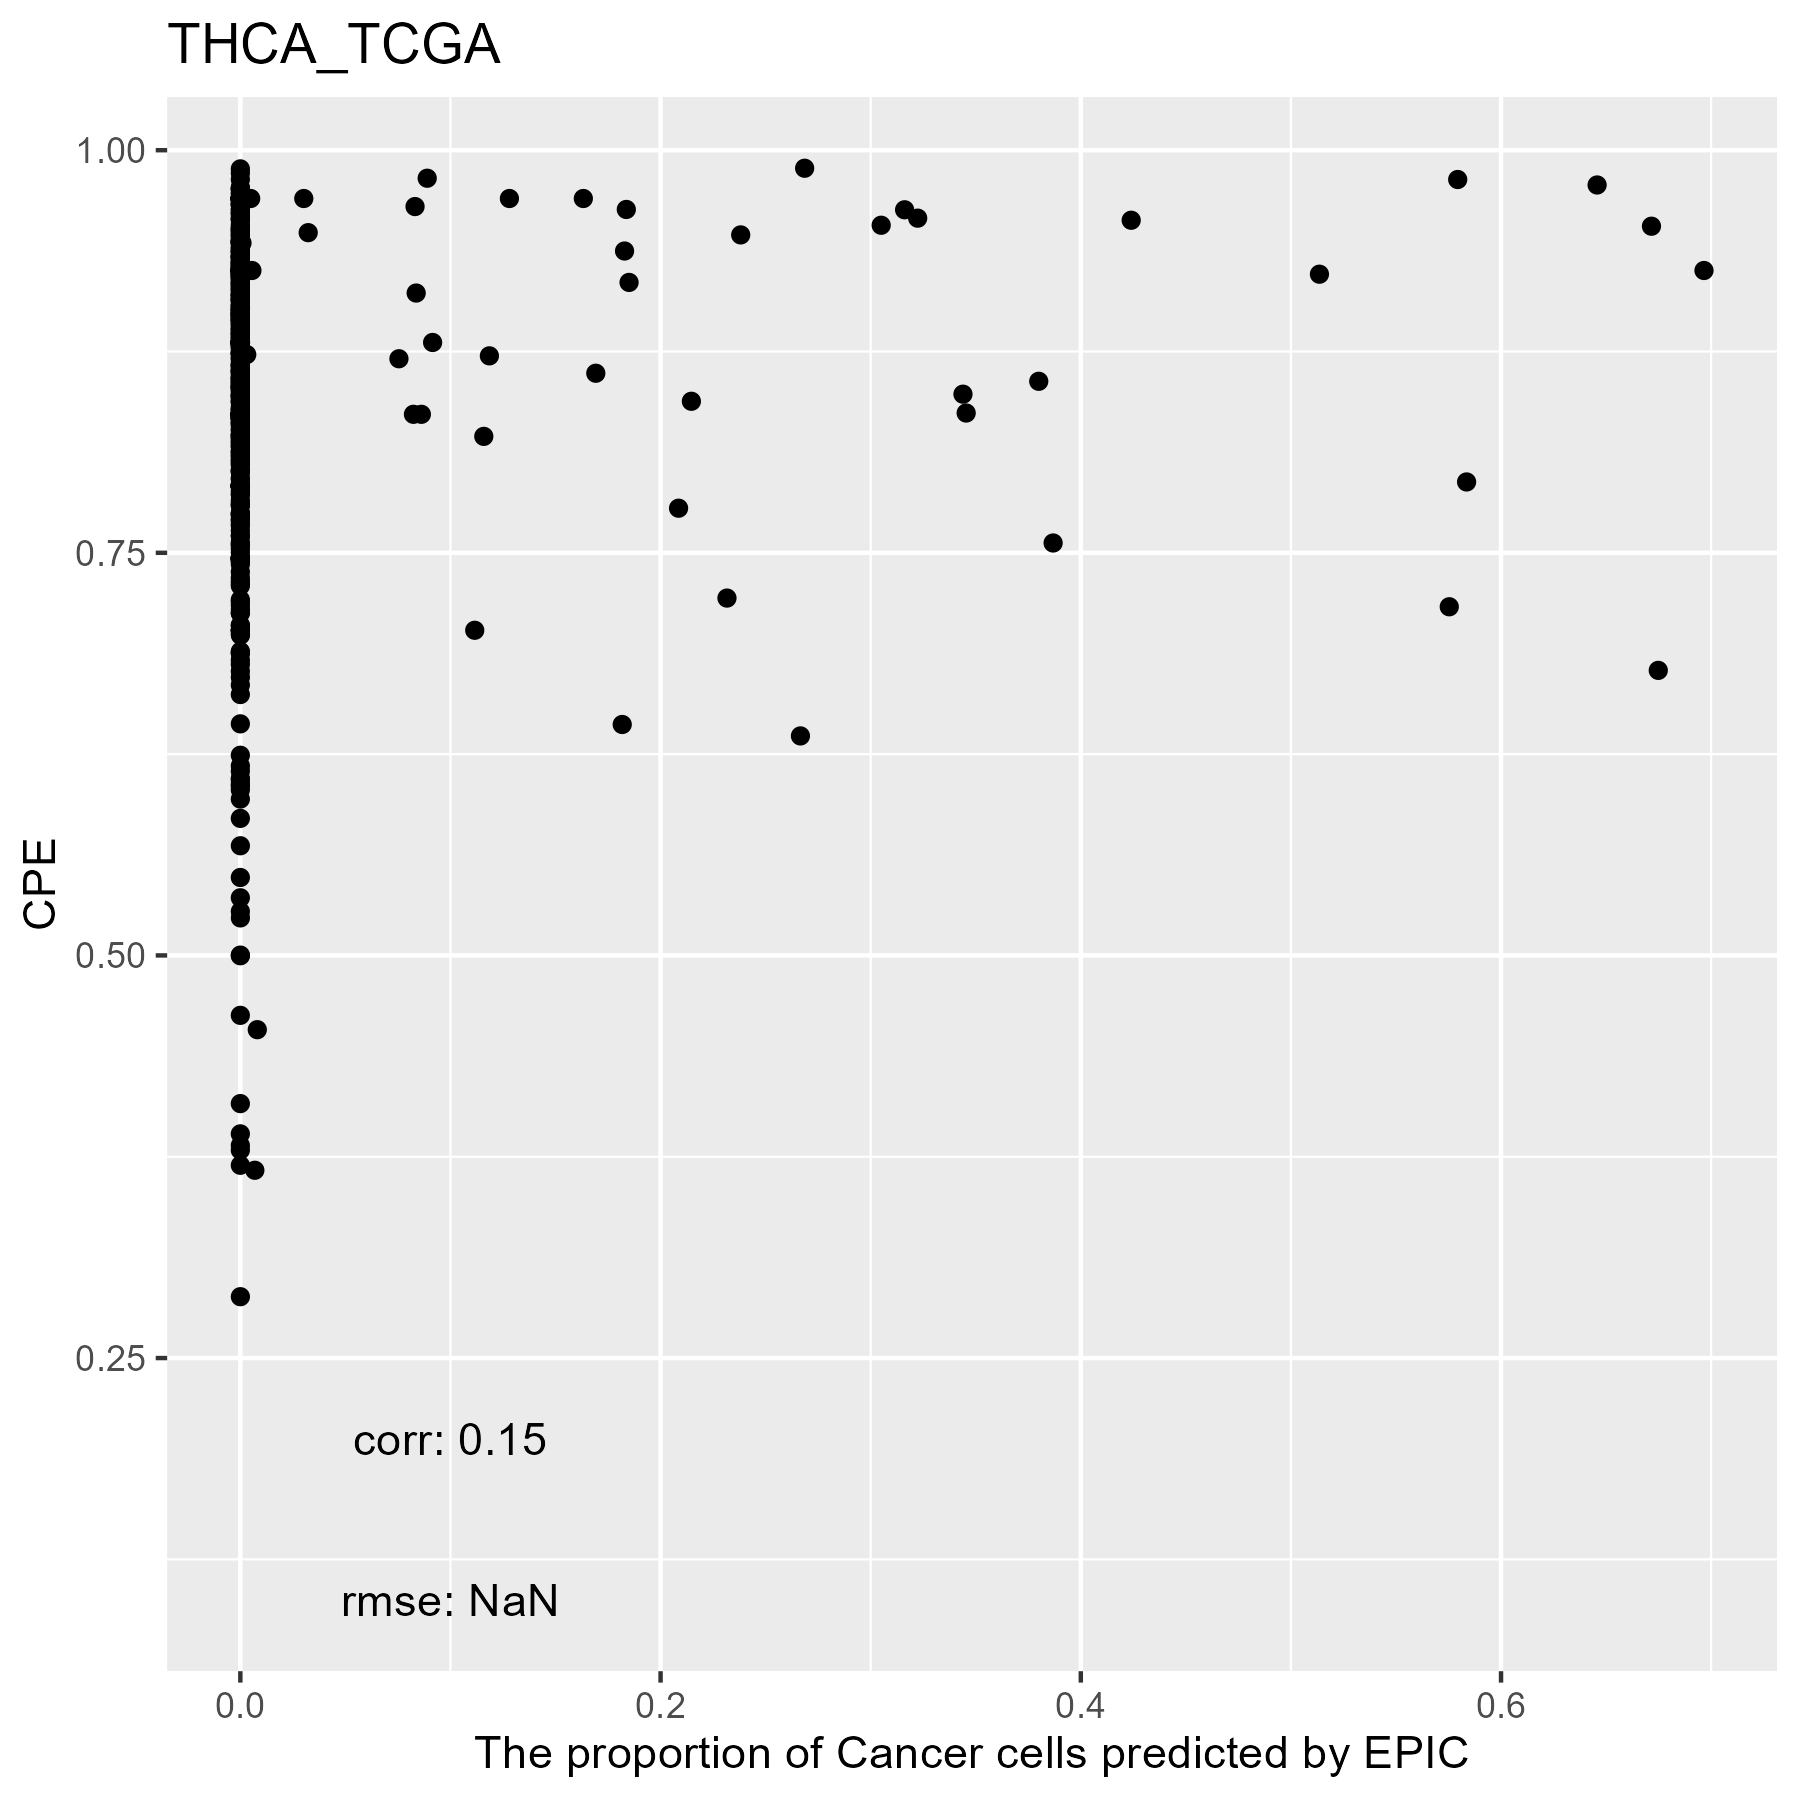 THCA_TCGA
1.00
0.75
0.50
0.25
CPE
corr: 0.15
rmse: NaN
0.0 0.2 0.4 0.6
The proportion of Cancer cells predicted by EPIC